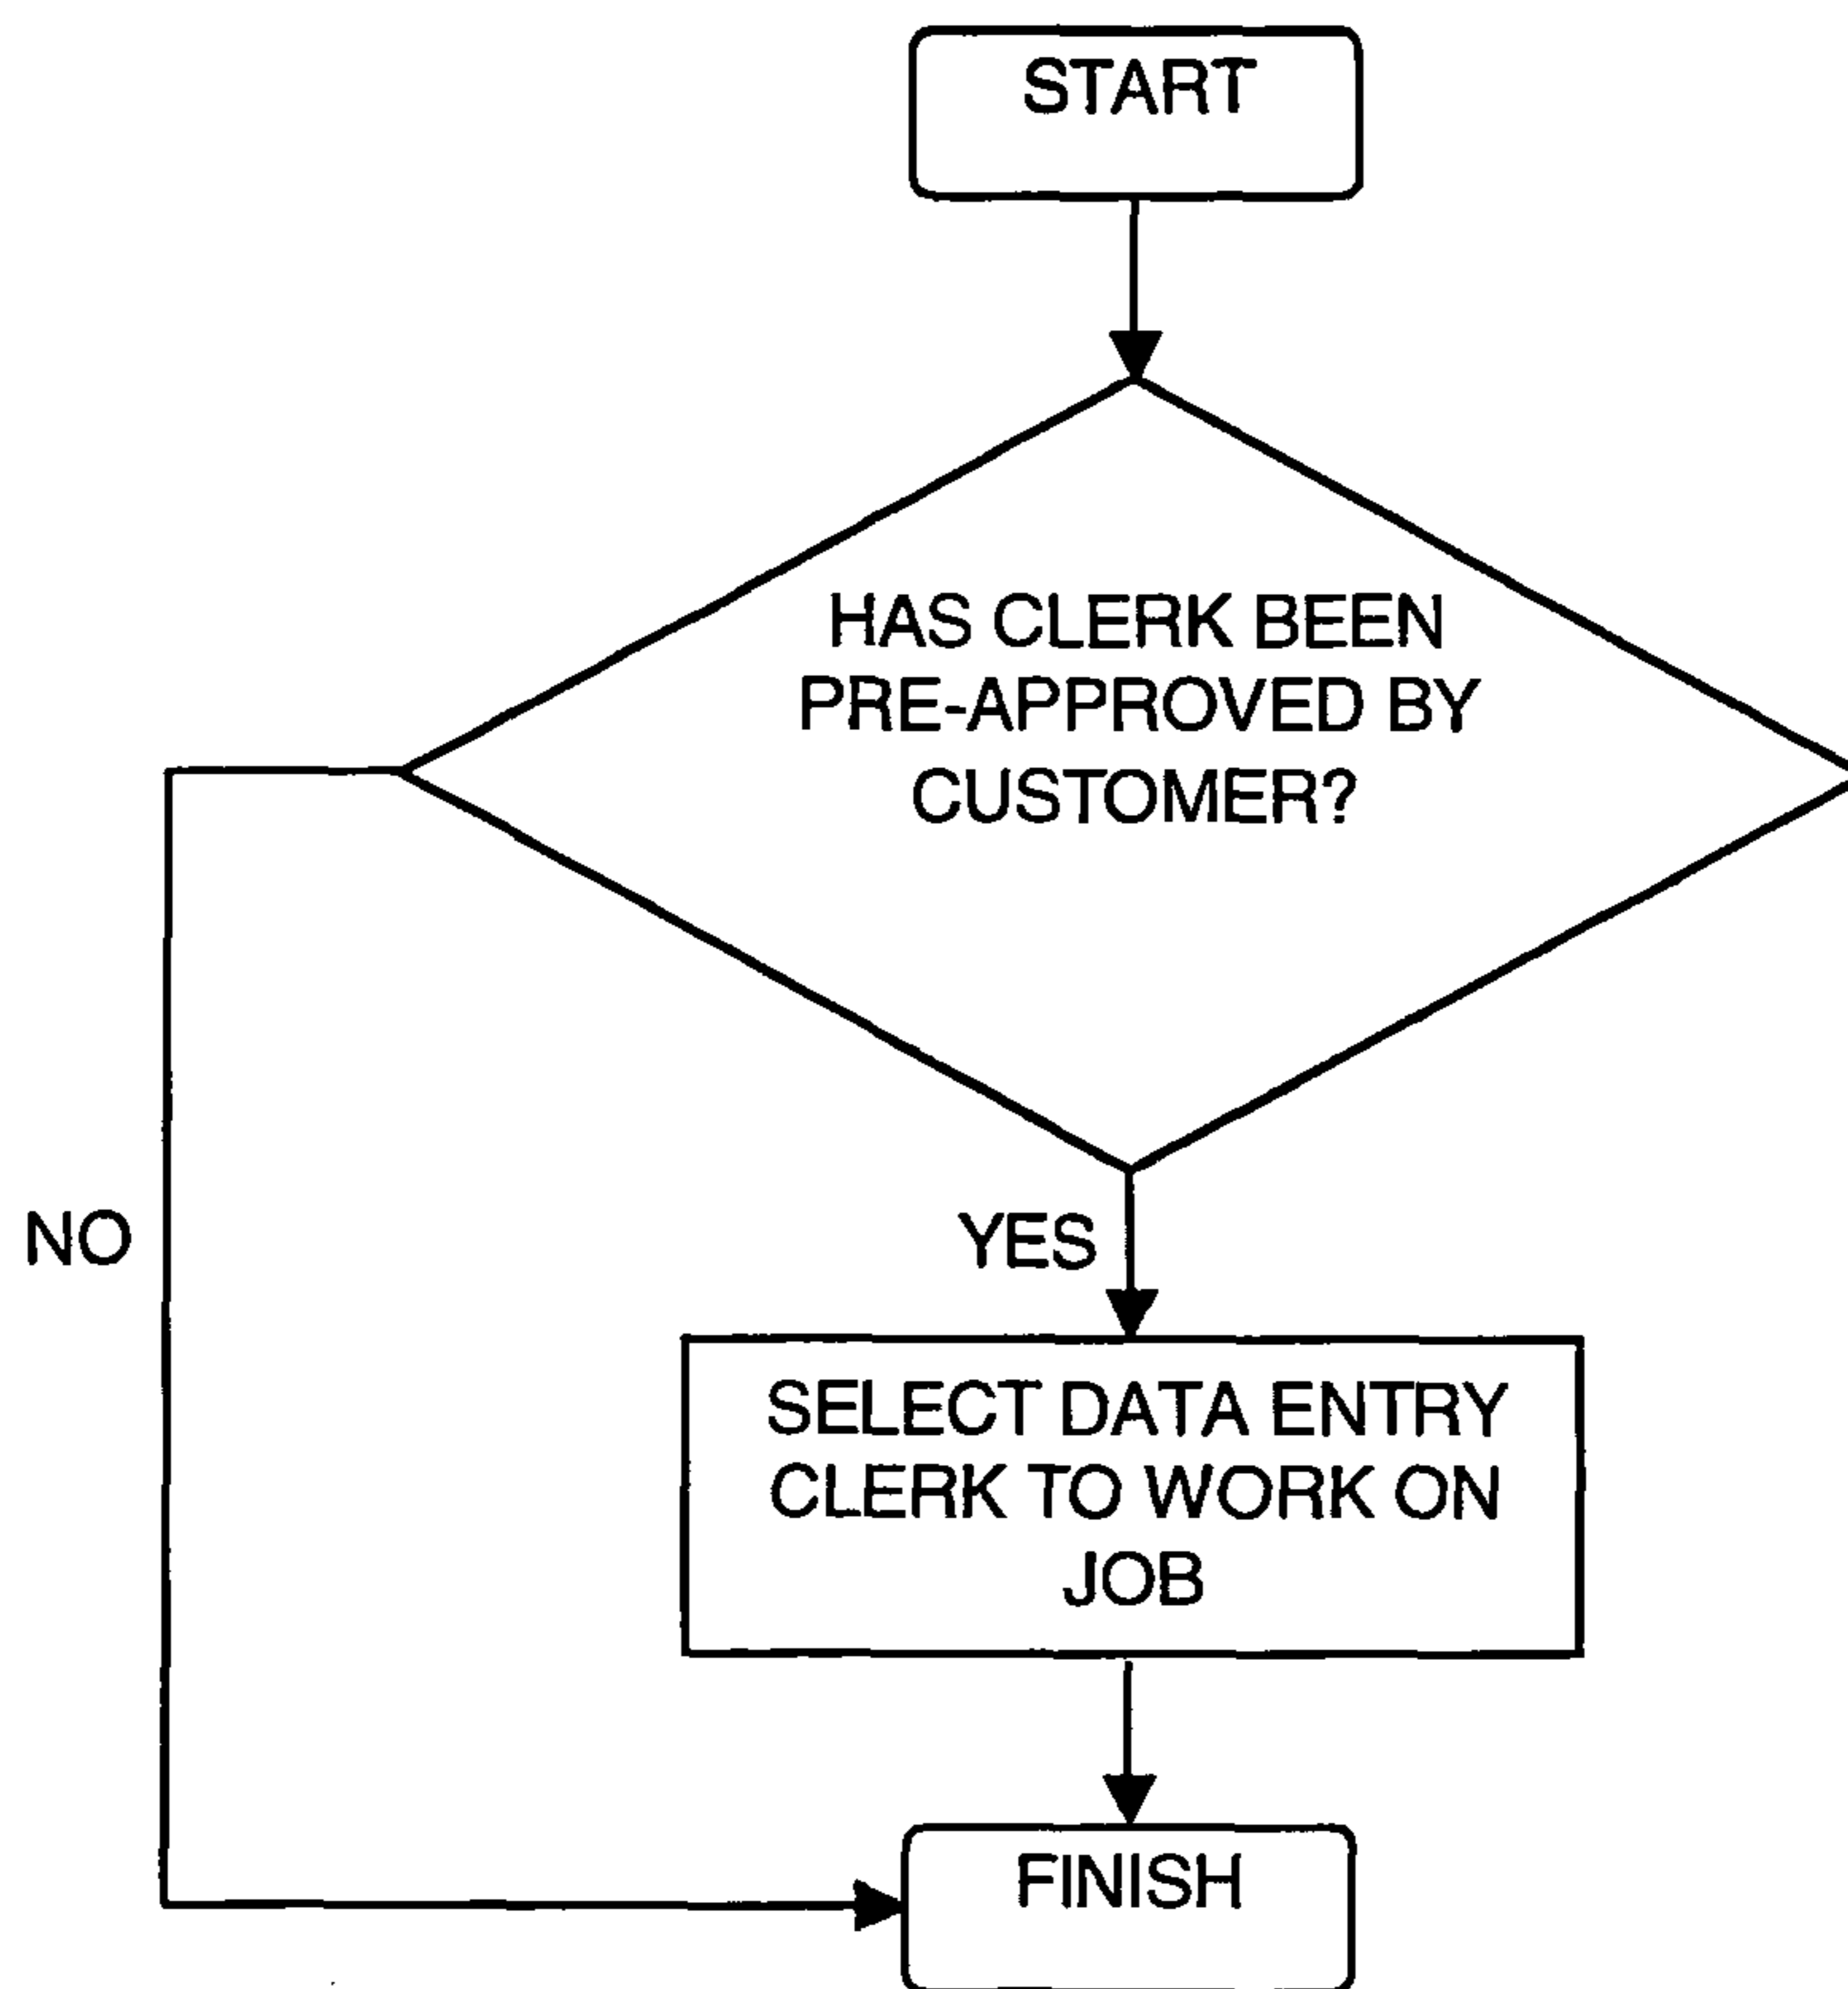 START
HAS CLERK BEEN
PRE-APPROVED BY
CUSTOMER?
NO
YES
SELECT DATA ENTRY
CLERK TO WORK ON
JOB
FINISH